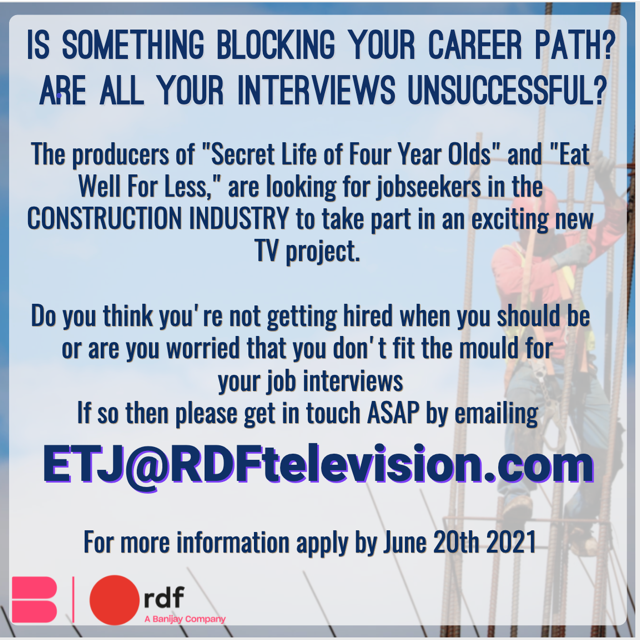 IS SOMETHING BLOCKING YOUR CAREER PATH?
ARE ALL YOUR INTERVIEWS UNSUCCESSFUL?
The producers of "Secret Life of Four Year Olds" and "Eat
Well For Less," are looking for jobseekers in the
CONSTRUCTION INDUSTRY to take part in an exciting new
TV project.
Do you think you're not getting hired when you should be
or are you worried that you don't fit the mould for
your job interviews
If so then please get in touch ASAP by emailing
ETJ@RDFtelevision.com
For more information apply by June 20th 2021
rdf
A Banijay Company